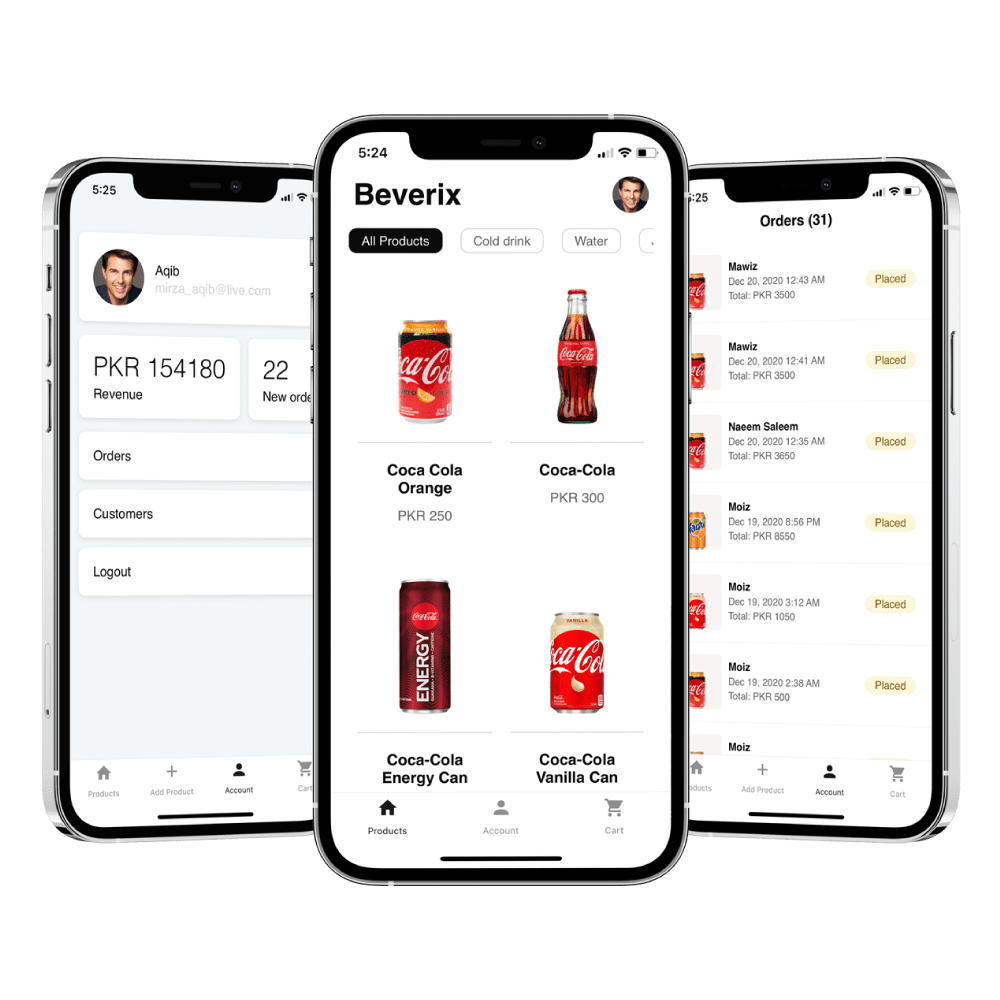 5:25
Aqib
mirza_aqib@live.com
PKR 154180
Revenue
22
New orde
Orders
Customers
Logout
Products
Add Product
Account
Cart
5:24
Beverix
All Products
Cold drink
Water
Coca-Cola
ENERGY
VANILLA
Coca Cola
Orange
PKR 250
Coca-Cola
PKR 300
Coca-Cola
Energy Can
Coca-Cola
Vanilla Can
Products
Account
Cart
5:25
Orders (31)
Mawiz
Dec 20, 2020 12:43 AM
Total: PKR 3500
Placed
Mawiz
Dec 20, 2020 12:41 AM
Total: PKR 3500
Placed
Naeem Saleem
Dec 20, 2020 12:35 AM
Total: PKR 3650
Placed
Moiz
Dec 19, 2020 8:56 PM
Total: PKR 8550
Placed
Moiz
Dec 19, 2020 3:12 AM
Total: PKR 1050
Placed
Moiz
Dec 19, 2020 2:38 AM
Total: PKR 500
Placed
Moiz
oducts
Add Product
Account
Cart